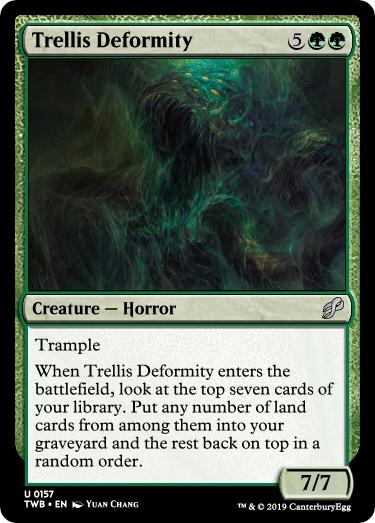 Trellis Deformity 5
Creature — Horror
Trample
When Trellis Deformity enters the
battlefield, look at the top seven cards of
your library. Put any number of land
cards from among them into your
graveyard and the rest back on top in a
random order.
7/7
U 0157
TWB • EN Yuan Chang
™ & © 2019 CanterburyEgg